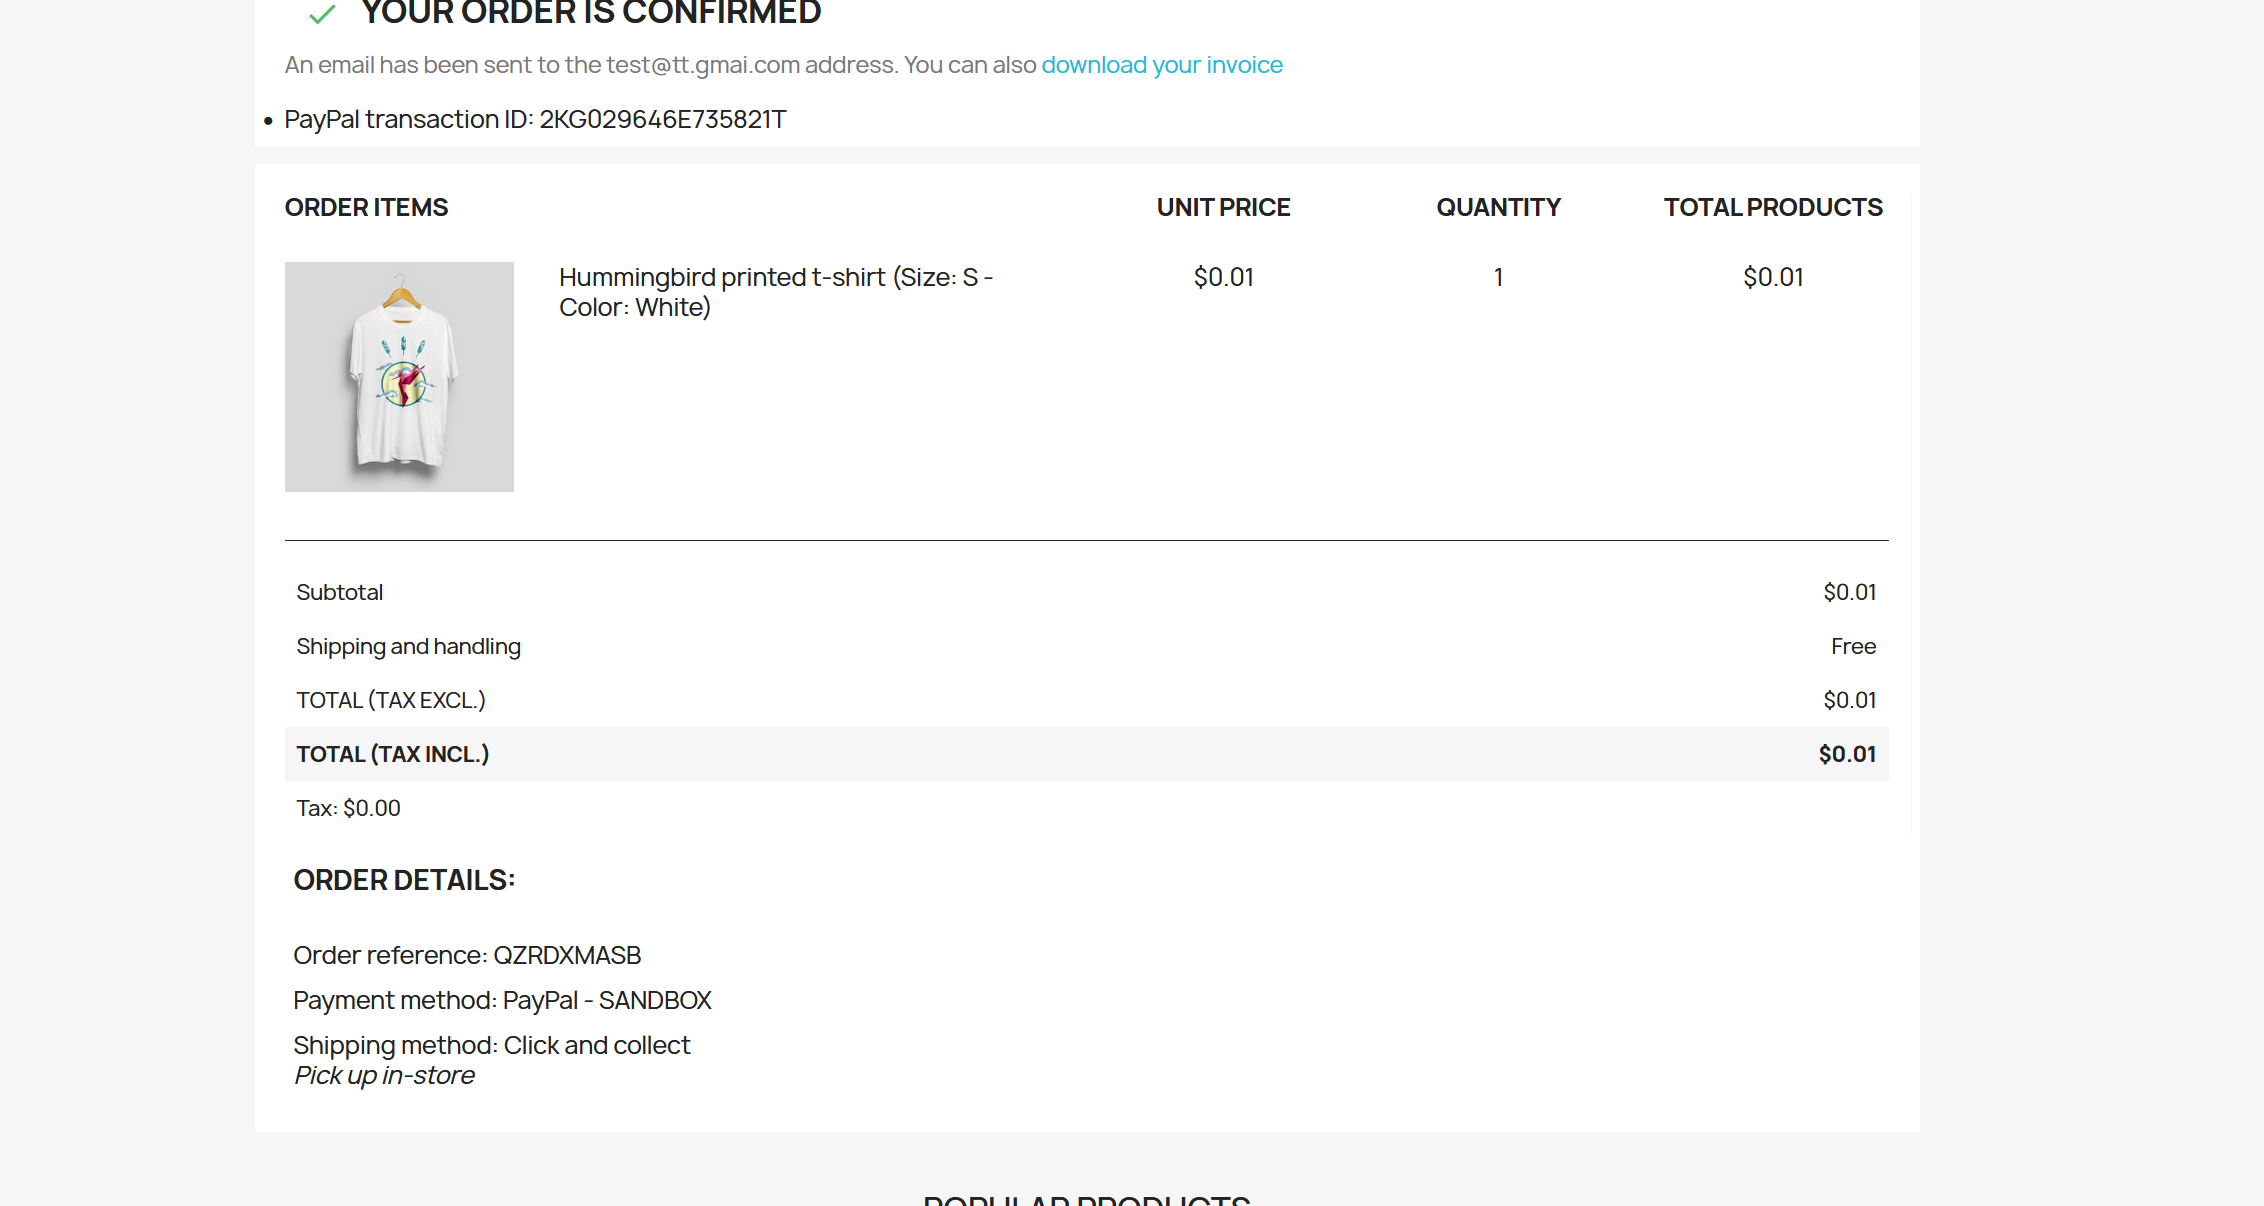 YOUR ORDER IS CONFIRMED
An email has been sent to the test@tt.gmai.com address. You can also download your invoice
• PayPal transaction ID: 2KG029646E735821T
ORDER ITEMS UNIT PRICE QUANTITY TOTAL PRODUCTS
Hummingbird printed t-shirt (Size: S - $0.01 1 $0.01
Color: White)
Subtotal $0.01
Shipping and handling Free
TOTAL (TAX EXCL.) $0.01
TOTAL (TAX INCL.) $0.01
Tax: $0.00
ORDER DETAILS:
Order reference: QZRDXMASB
Payment method: PayPal - SANDBOX
Shipping method: Click and collect
Pick up in-store
POPULAR PRODUCTS